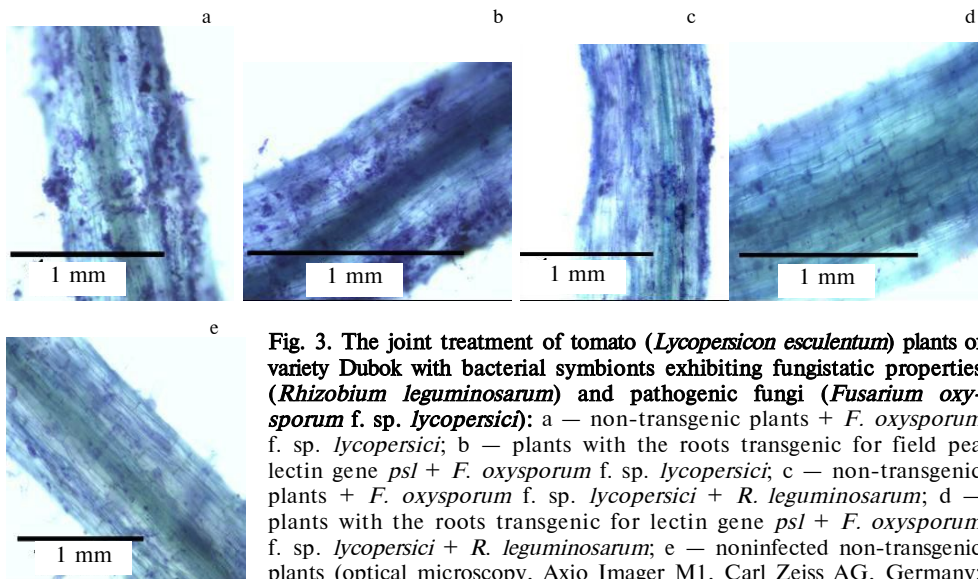 a
b
c
d
1 mm
1 mm
1 mm
1 mm
e
1 mm
Fig. 3. The joint treatment of tomato (Lycopersicon esculentum) plants of
variety Dubok with bacterial symbionts exhibiting fungistatic properties
(Rhizobium leguminosarum) and pathogenic fungi (Fusarium oxy-
sporum f. sp. lycopersici): a — non-transgenic plants + F. oxysporum
f. sp. lycopersici; b — plants with the roots transgenic for field pea
lectin gene psl + F. oxysporum f. sp. lycopersici; c — non-transgenic
plants + F. oxysporum f. sp. lycopersici + R. leguminosarum; d —
plants with the roots transgenic for lectin gene psl + F. oxysporum
f. sp. lycopersici + R. leguminosarum; e — noninfected non-transgenic
plants (optical microscopy, Axio Imager M1, Carl Zeiss AG, Germany;